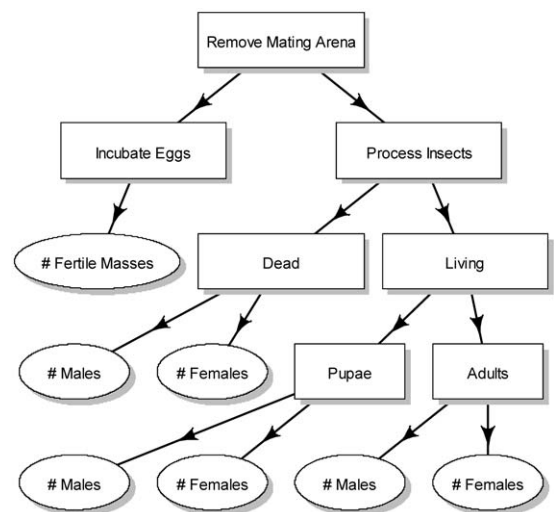 Remove Mating Arena
Incubate Eggs
Process Insects
# Fertile Masses
Dead
Living
# Males
# Females
Pupae
Adults
# Males
# Females
# Males
# Females